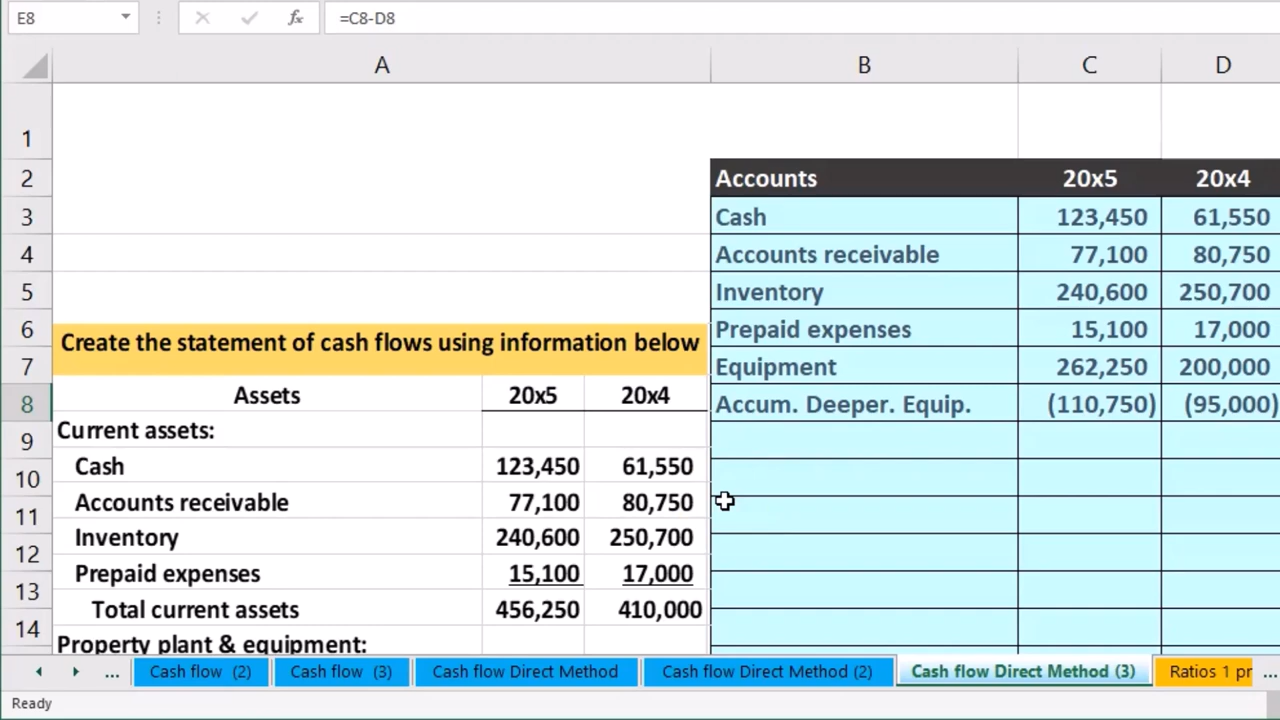 E8 fx =C8-D8
A B C D
1
2 Accounts 20x5 20x4
3 Cash 123,450 61,550
4 Accounts receivable 77,100 80,750
5 Inventory 240,600 250,700
6 Prepaid expenses 15,100 17,000
Create the statement of cash flows using information below
7 Equipment 262,250 200,000
Assets 20x5 20x4
8 Accum. Deeper. Equip. (110,750) (95,000)
9 Current assets:
10 Cash 123,450 61,550
11 Accounts receivable 77,100 80,750
12 Inventory 240,600 250,700
13 Prepaid expenses 15,100 17,000
14 Total current assets 456,250 410,000
Property plant & equipment:
... Cash flow (2) Cash flow (3) Cash flow Direct Method Cash flow Direct Method (2) Cash flow Direct Method (3) Ratios 1 pr ...
Ready